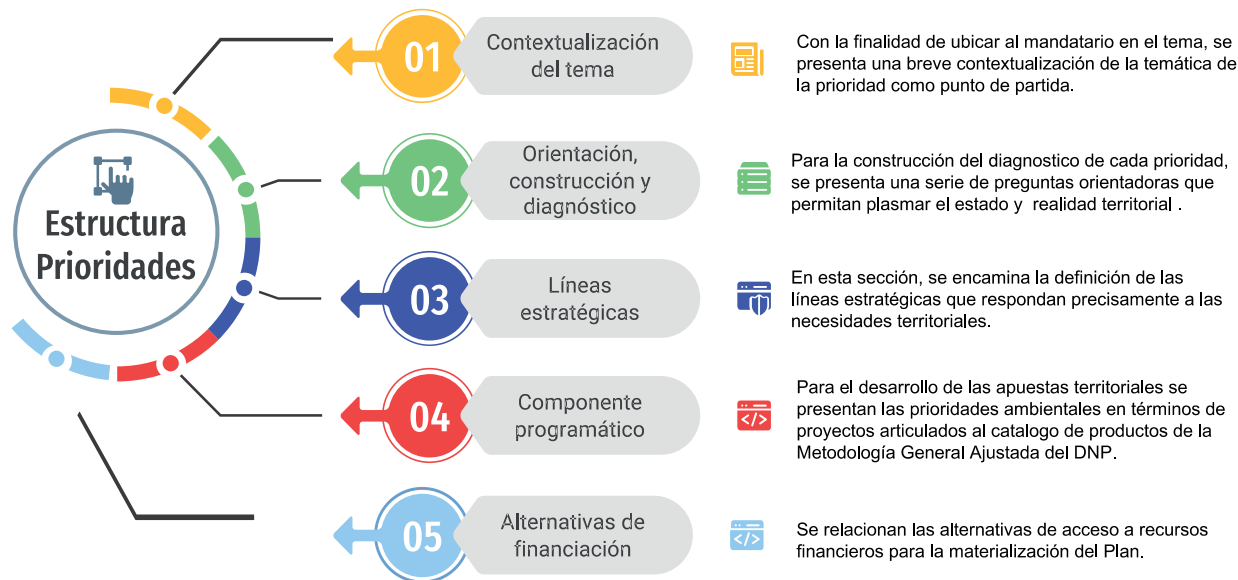 Estructura
Prioridades
01
Contextualización
del tema
Con la finalidad de ubicar al mandatario en el tema, se
presenta una breve contextualización de la temática de
la prioridad como punto de partida.
02
Orientación,
construcción y
diagnóstico
Para la construcción del diagnostico de cada prioridad,
se presenta una serie de preguntas orientadoras que
permitan plasmar el estado y realidad territorial .
03
Líneas
estratégicas
En esta sección, se encamina la definición de las
líneas estratégicas que respondan precisamente a las
necesidades territoriales.
04
Componente
programático
</>
Para el desarrollo de las apuestas territoriales se
presentan las prioridades ambientales en términos de
proyectos articulados al catalogo de productos de la
Metodología General Ajustada del DNP.
05
Alternativas de
financiación
</>
Se relacionan las alternativas de acceso a recursos
financieros para la materialización del Plan.